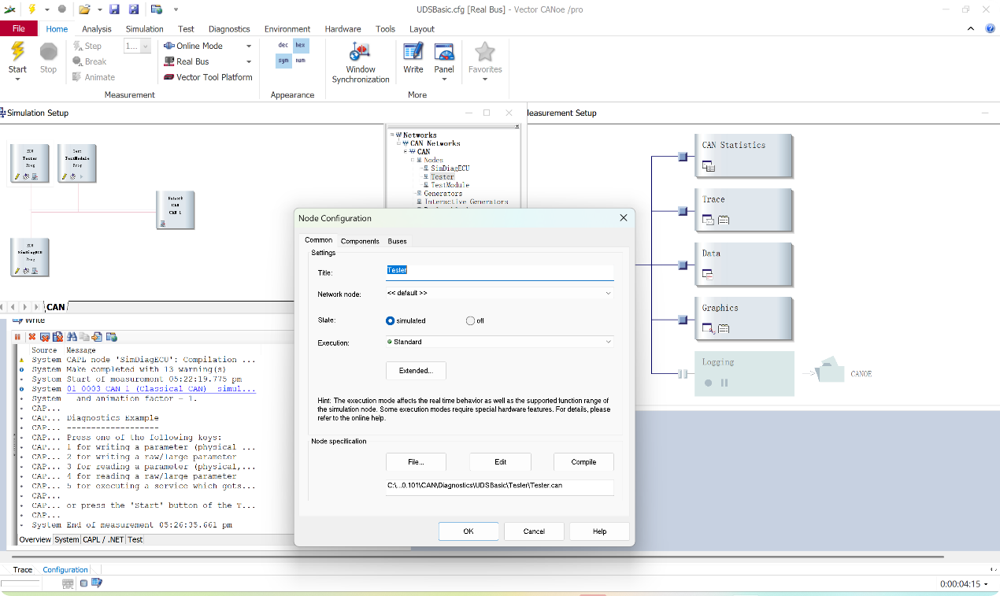 UDSBasic.cfg [Real Bus] - Vector CANoe /pro
File Home Analysis Simulation Test Diagnostics Environment Hardware Tools Layout
Start
Stop
Step
1...
Break
Animate
Online Mode
Real Bus
Vector Tool Platform
Measurement
dec hex
sym num
Appearance
Window
Synchronization
Write
Panel
Favorites
More
Simulation Setup
ECU
Tester
Prog
Test
TestModule
Prog
Network
CAN
CAN 1
ECU
SimDiagECU
Prog
Networks
CAN Networks
CAN
Nodes
SimDiagECU
Tester
TestModule
Generators
Interactive Generators
CAN
Measurement Setup
CAN Statistics
Trace
Data
Graphics
Logging
CANOE
Write
Source Message
System CAPL node 'SimDiagECU': Compilation ...
System Make completed with 13 warning(s)
System Start of measurement 05:22:19.775 pm
System 01-0003 CAN 1 (Classical CAN) simul...
System and animation factor = 1.
CAP...
CAP... Diagnostics Example
CAP... -------------------
CAP... Press one of the following keys:
CAP... 1 for writing a parameter (physical ...
CAP... 2 for writing a raw/large parameter
CAP... 3 for reading a parameter (physical,...
CAP... 4 for reading a raw/large parameter
CAP... 5 for executing a service which gets...
CAP...
CAP... or press the 'Start' button of the T...
CAP...
System End of measurement 05:26:35.661 pm
Overview System CAPL / .NET Test
Node Configuration
Common Components Buses
Settings
Title: Tester
Network node: << default >>
State: simulated off
Execution: Standard
Extended...
Hint: The execution mode affects the real time behavior as well as the supported function range of
the simulation node. Some execution modes require special hardware features. For details, please
refer to the online help.
Node specification
File... Edit Compile
C:\...0.101\CAN\Diagnostics\UDSBasic\Tester\Tester.can
OK Cancel Help
Trace Configuration
0:00:04:15